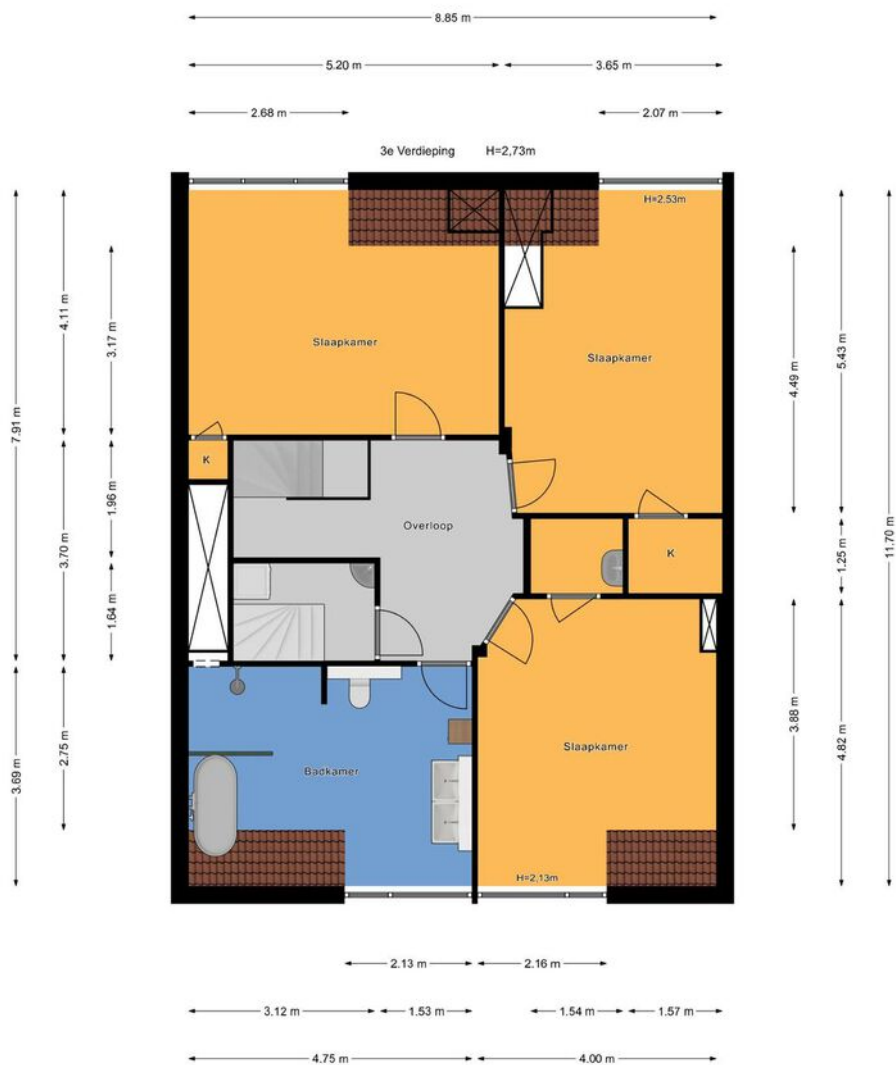 8.85 m
5.20 m
3.65 m
2.68 m
2.07 m
3e Verdieping H=2,73m
H=2.53m
4.11 m
3.17 m
7.91 m
Slaapkamer
Slaapkamer
4.49 m
5.43 m
K
1.96 m
3.70 m
Overloop
K
1.25 m
11.70 m
1.64 m
3.69 m
2.75 m
Badkamer
Slaapkamer
3.88 m
4.82 m
H=2,13m
2.13 m
2.16 m
3.12 m
1.53 m
1.54 m
1.57 m
4.75 m
4.00 m